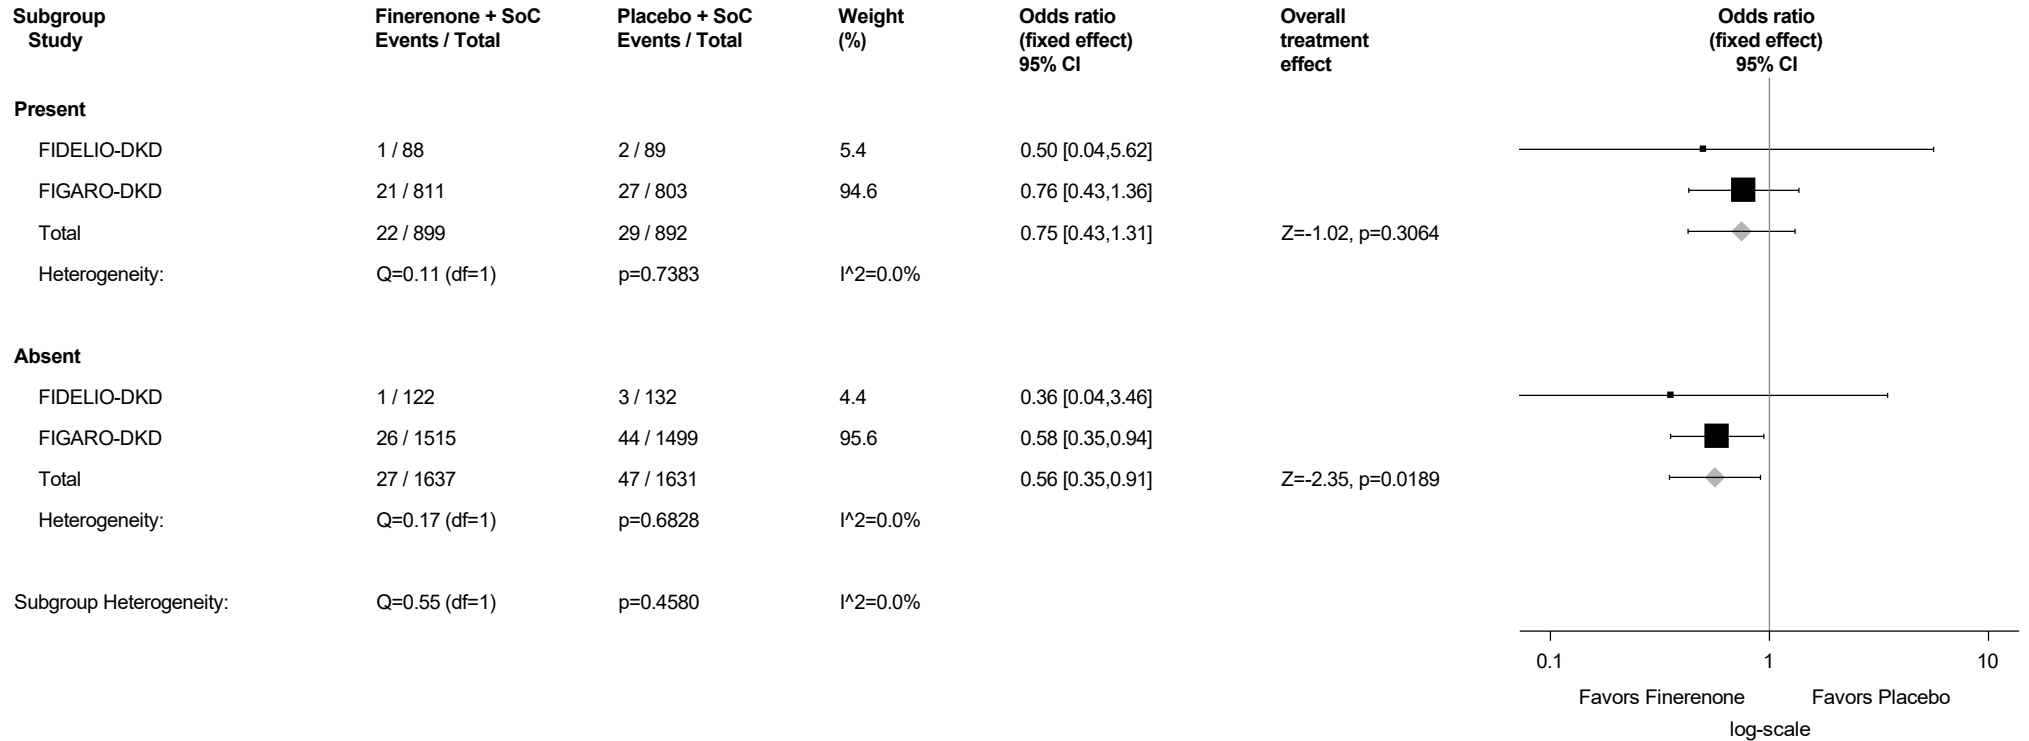 Subgroup Finerenone + SoC Placebo + SoC Weight Odds ratio Overall Odds ratio
Study Events / Total Events / Total (%) (fixed effect) treatment (fixed effect)
95% CI effect 95% CI
Present
FIDELIO-DKD 1 / 88 2 / 89 5.4 0.50 [0.04,5.62]
FIGARO-DKD 21 / 811 27 / 803 94.6 0.76 [0.43,1.36]
Total 22 / 899 29 / 892 0.75 [0.43,1.31] Z=-1.02, p=0.3064
Heterogeneity: Q=0.11 (df=1) p=0.7383 I^2=0.0%
Absent
FIDELIO-DKD 1 / 122 3 / 132 4.4 0.36 [0.04,3.46]
FIGARO-DKD 26 / 1515 44 / 1499 95.6 0.58 [0.35,0.94]
Total 27 / 1637 47 / 1631 0.56 [0.35,0.91] Z=-2.35, p=0.0189
Heterogeneity: Q=0.17 (df=1) p=0.6828 I^2=0.0%
Subgroup Heterogeneity: Q=0.55 (df=1) p=0.4580 I^2=0.0%
0.1 1 10
Favors Finerenone Favors Placebo
log-scale